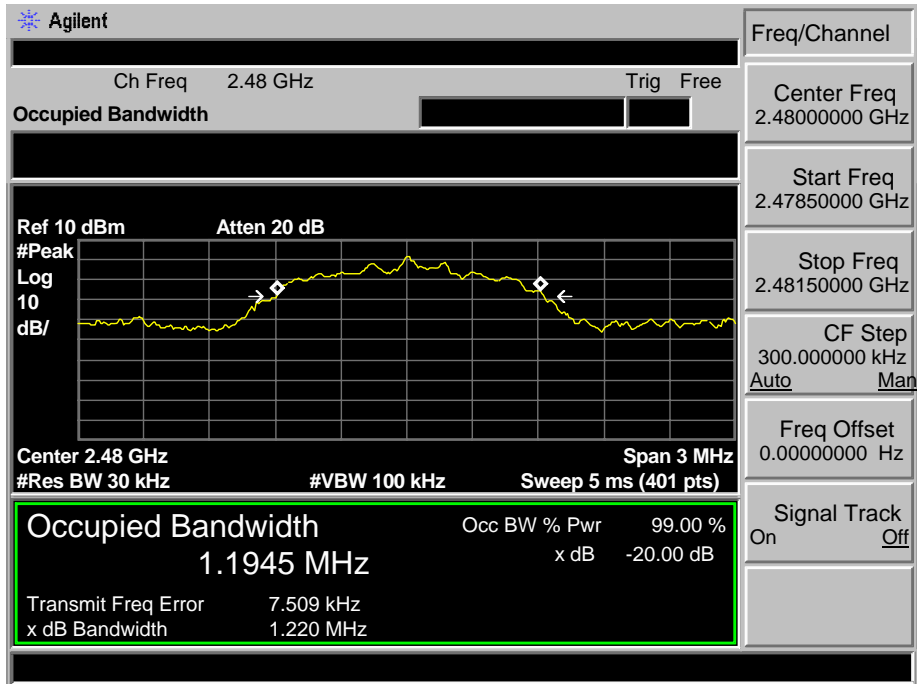 Agilent
Ch Freq 2.48 GHz Trig Free
Occupied Bandwidth
Ref 10 dBm Atten 20 dB
#Peak
Log
10
dB/
Center 2.48 GHz Span 3 MHz
#Res BW 30 kHz #VBW 100 kHz Sweep 5 ms (401 pts)
Occupied Bandwidth Occ BW % Pwr 99.00 %
1.1945 MHz x dB -20.00 dB
Transmit Freq Error 7.509 kHz
x dB Bandwidth 1.220 MHz
Freq/Channel
Center Freq
2.48000000 GHz
Start Freq
2.47850000 GHz
Stop Freq
2.48150000 GHz
CF Step
300.000000 kHz
Auto Man
Freq Offset
0.00000000 Hz
Signal Track
On Off